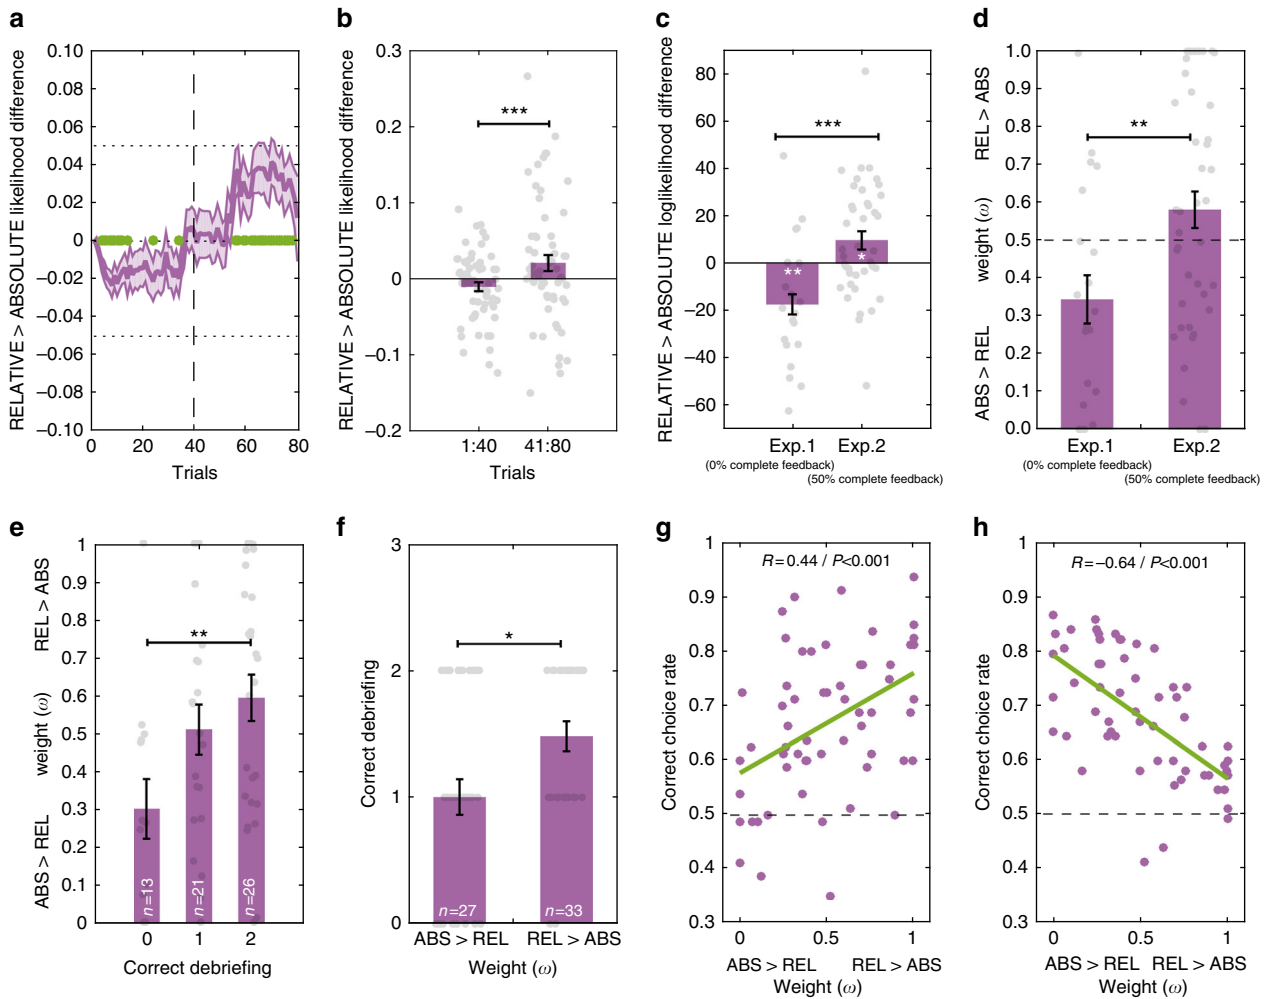 a
RELATIVE > ABSOLUTE likelihood difference
0.10
0.08
0.06
0.04
0.02
0
−0.02
−0.04
−0.06
−0.08
−0.10
0 20 40 60 80
Trials
b
RELATIVE > ABSOLUTE likelihood difference
0.3
0.2
0.1
0
−0.1
−0.2
***
1:40 41:80
Trials
c
RELATIVE > ABSOLUTE loglikelihood difference
80
60
40
20
0
−20
−40
−60
***
**
*
Exp.1 Exp.2
(0% complete feedback)
(50% complete feedback)
d
ABS > REL weight (ω) REL > ABS
1.0
0.9
0.8
0.7
0.6
0.5
0.4
0.3
0.2
0.1
0.0
**
Exp.1 Exp.2
(0% complete feedback)
(50% complete feedback)
e
ABS > REL weight (ω) REL > ABS
1
0.9
0.8
0.7
0.6
0.5
0.4
0.3
0.2
0.1
0
**
n=13
n=21
n=26
0 1 2
Correct debriefing
f
Correct debriefing
3
2
1
0
*
n=27 n=33
ABS > REL REL > ABS
Weight (ω)
g
Correct choice rate
1
0.9
0.8
0.7
0.6
0.5
0.4
0.3
R=0.44 / P<0.001
0 0.5 1
ABS > REL REL > ABS
Weight (ω)
h
Correct choice rate
1
0.9
0.8
0.7
0.6
0.5
0.4
0.3
R=−0.64 / P<0.001
0 0.5 1
ABS > REL REL > ABS
Weight (ω)